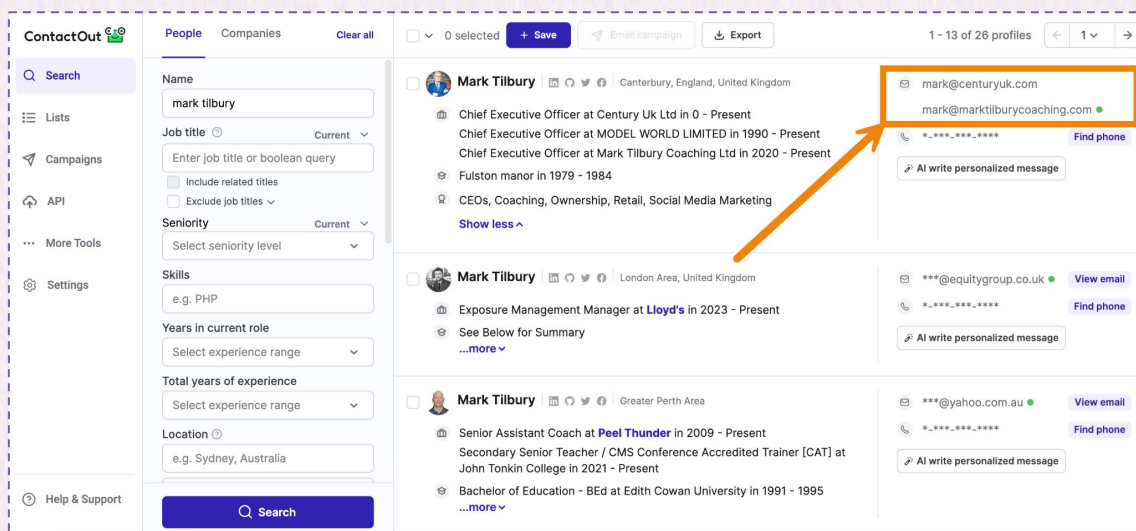 ContactOut
Search
Lists
Campaigns
API
More Tools
Settings
Help & Support
People Companies Clear all
Name
mark tilbury
Job title Current
Enter job title or boolean query
Include related titles
Exclude job titles
Seniority Current
Select seniority level
Skills
e.g. PHP
Years in current role
Select experience range
Total years of experience
Select experience range
Location
e.g. Sydney, Australia
Search
0 selected + Save Email campaign Export 1 - 13 of 26 profiles 1
Mark Tilbury Canterbury, England, United Kingdom
Chief Executive Officer at Century Uk Ltd in 0 - Present
Chief Executive Officer at MODEL WORLD LIMITED in 1990 - Present
Chief Executive Officer at Mark Tilbury Coaching Ltd in 2020 - Present
Fulston manor in 1979 - 1984
CEOs, Coaching, Ownership, Retail, Social Media Marketing
Show less
mark@centuryuk.com
mark@marktilburycoaching.com
*-***-***-**** Find phone
AI write personalized message
Mark Tilbury London Area, United Kingdom
Exposure Management Manager at Lloyd's in 2023 - Present
See Below for Summary
...more
***@equitygroup.co.uk View email
*-***-***-**** Find phone
AI write personalized message
Mark Tilbury Greater Perth Area
Senior Assistant Coach at Peel Thunder in 2009 - Present
Secondary Senior Teacher / CMS Conference Accredited Trainer [CAT] at
John Tonkin College in 2021 - Present
Bachelor of Education - BEd at Edith Cowan University in 1991 - 1995
...more
***@yahoo.com.au View email
*-***-***-**** Find phone
AI write personalized message